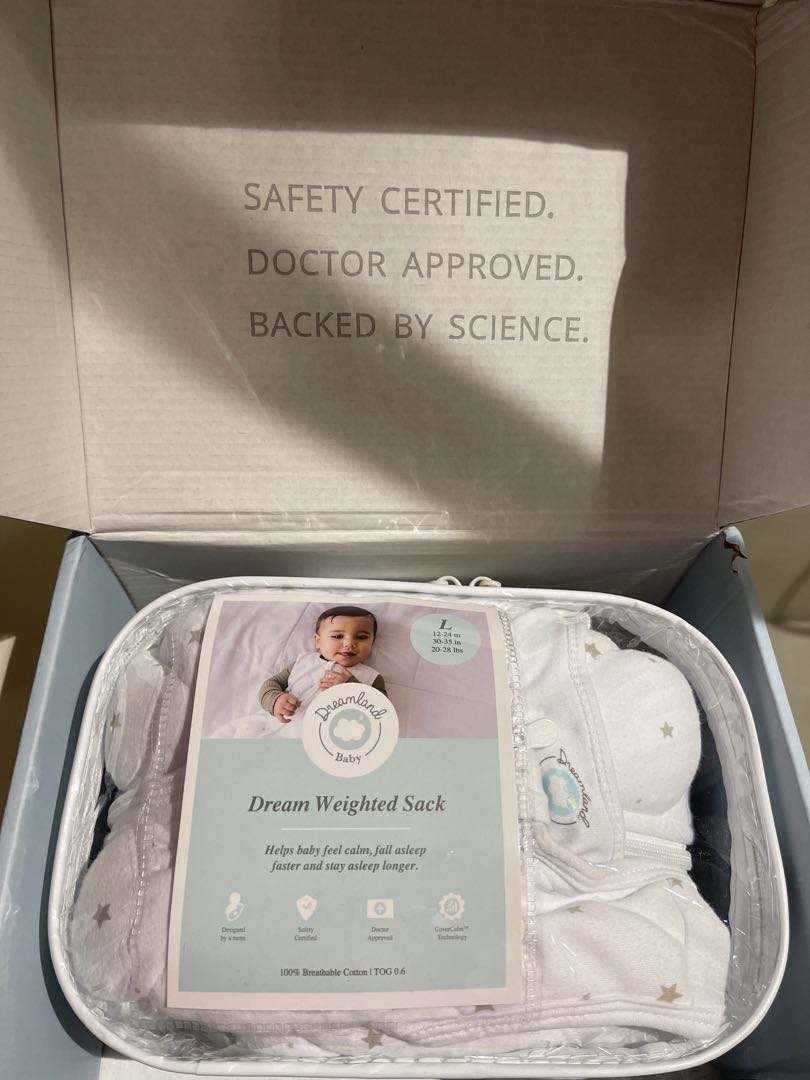 SAFETY CERTIFIED.
DOCTOR APPROVED.
BACKED BY SCIENCE.
L
12-24 m
30-35 in
20-28 lbs
Dreamland
Baby
Dream Weighted Sack
Helps baby feel calm, fall asleep
faster and stay asleep longer.
Designed
by a mom
Safety
Certified
Doctor
Approved
CoverCalm™
Technology
100% Breathable Cotton | TOG 0.6
Dreamland